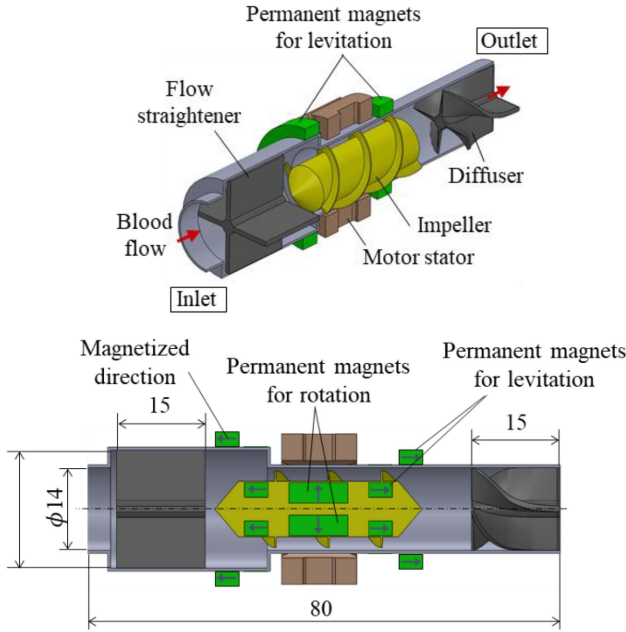 Permanent magnets
for levitation
Outlet
Flow
straightener
Diffuser
Blood
flow
Impeller
Motor stator
Inlet
Magnetized
direction
Permanent magnets
for rotation
Permanent magnets
for levitation
15
15
ϕ14
80